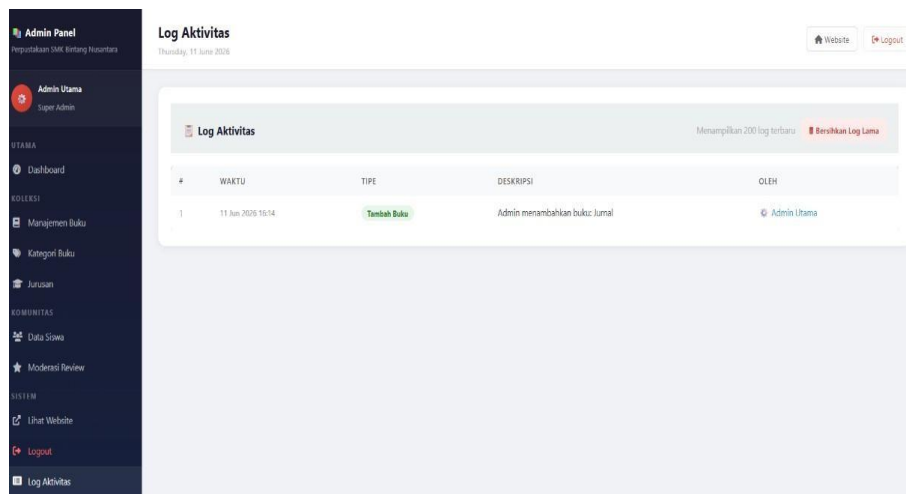 Admin Panel
Perpustakaan SMK Bintang Nusantara
Admin Utama
Super Admin
UTAMA
Dashboard
KOLEKSI
Manajemen Buku
Kategori Buku
Jurusan
KOMUNITAS
Data Siswa
Moderasi Review
SISTEM
Lihat Website
Logout
Log Aktivitas
Log Aktivitas
Thursday, 11 June 2026
Website
Logout
Log Aktivitas
Menampilkan 200 log terbaru
Bersihkan Log Lama
# WAKTU TIPE DESKRIPSI OLEH
1 11 Jun 2026 16:14 Tambah Buku Admin menambahkan buku: Jurnal Admin Utama